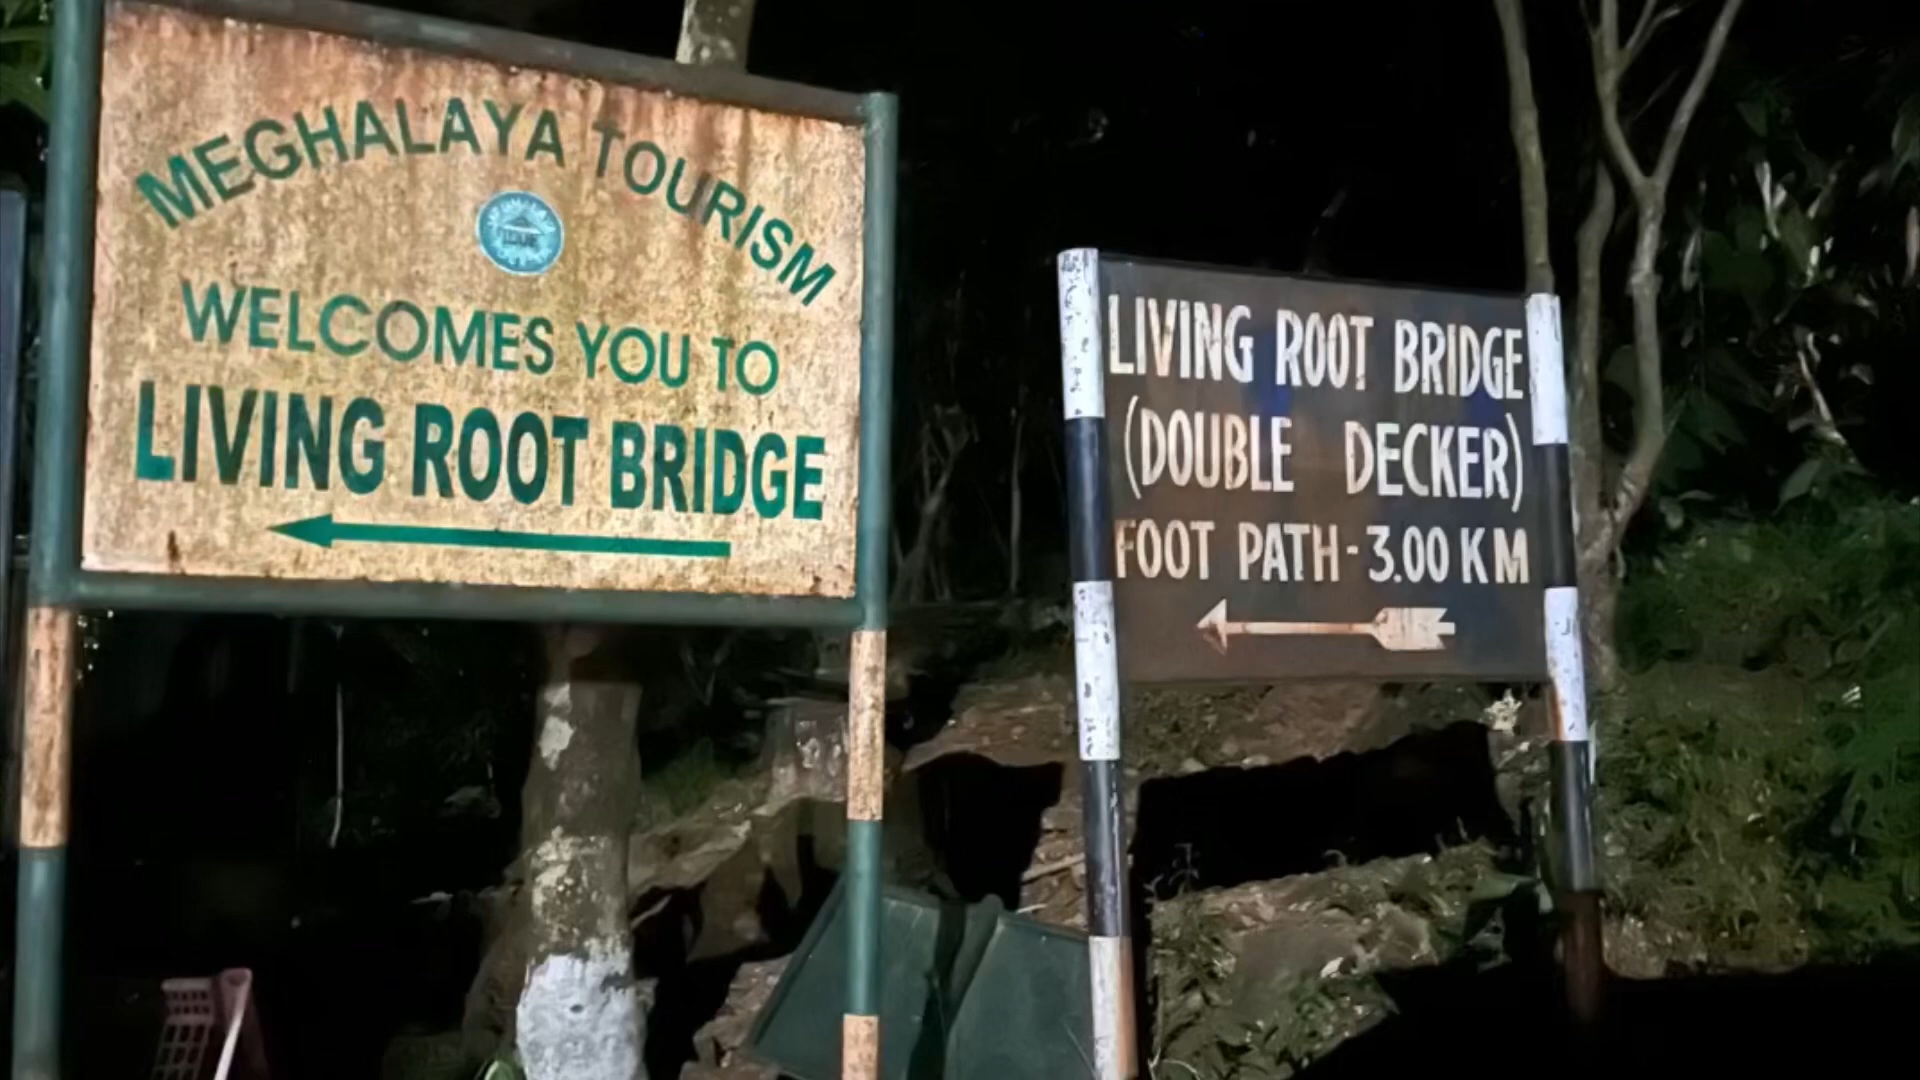 MEGHALAYA TOURISM
WELCOMES YOU TO
LIVING ROOT BRIDGE
LIVING ROOT BRIDGE
(DOUBLE DECKER)
FOOT PATH - 3.00 KM